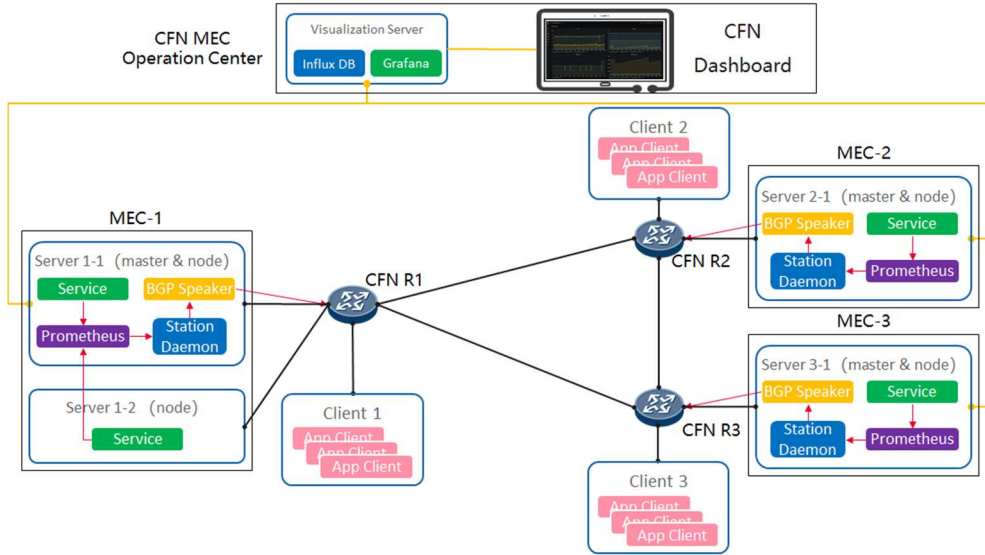 CFN MEC
Operation Center
Visualization Server
Influx DB
Grafana
CFN
Dashboard
Client 2
App Client
App Client
App Client
MEC-2
Server 2-1 (master & node)
BGP Speaker
Service
Station
Daemon
Prometheus
CFN R2
MEC-1
Server 1-1 (master & node)
Service
BGP Speaker
Prometheus
Station
Daemon
Server 1-2 (node)
Service
CFN R1
Client 1
App Client
App Client
App Client
MEC-3
Server 3-1 (master & node)
BGP Speaker
Service
Station
Daemon
Prometheus
CFN R3
Client 3
App Client
App Client
App Client